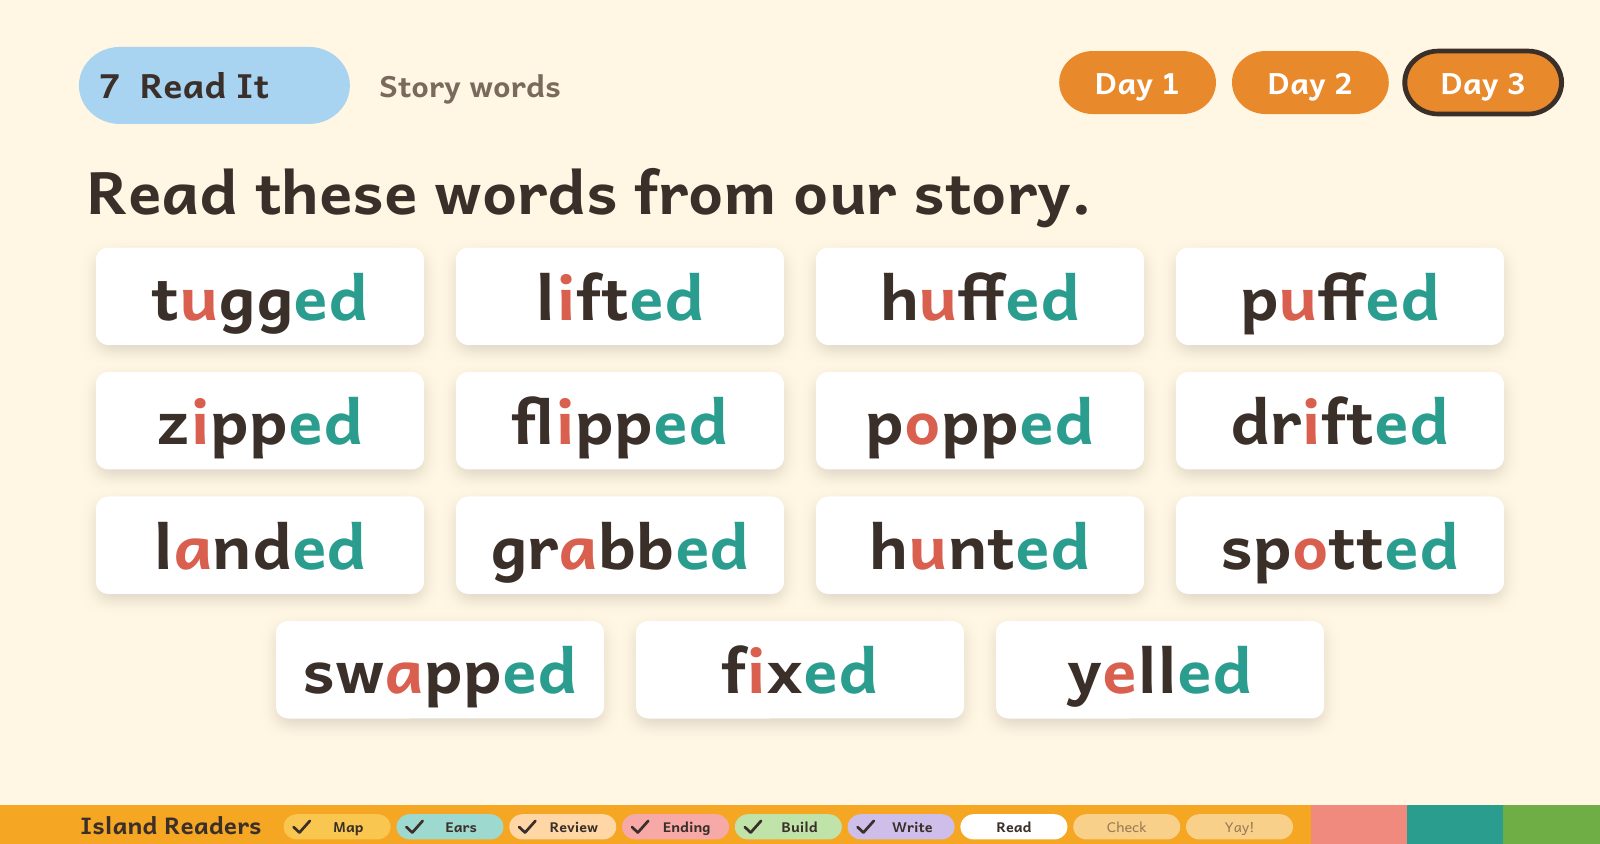 7 Read It Story words Day 1 Day 2 Day 3
Read these words from our story.
tugged lifted huffed puffed
zipped flipped popped drifted
landed grabbed hunted spotted
swapped fixed yelled
Island Readers Map Ears Review Ending Build Write Read Check Yay!